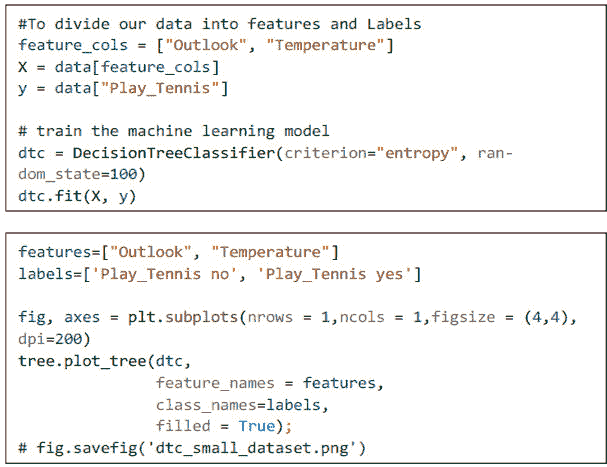 #To divide our data into features and Labels
feature_cols = ["Outlook", "Temperature"]
X = data[feature_cols]
y = data["Play_Tennis"]

# train the machine learning model
dtc = DecisionTreeClassifier(criterion="entropy", ran-
dom_state=100)
dtc.fit(X, y)

features=["Outlook", "Temperature"]
labels=['Play_Tennis no', 'Play_Tennis yes']

fig, axes = plt.subplots(nrows = 1,ncols = 1,figsize = (4,4),
dpi=200)
tree.plot_tree(dtc,
               feature_names = features,
               class_names=labels,
               filled = True);
# fig.savefig('dtc_small_dataset.png')